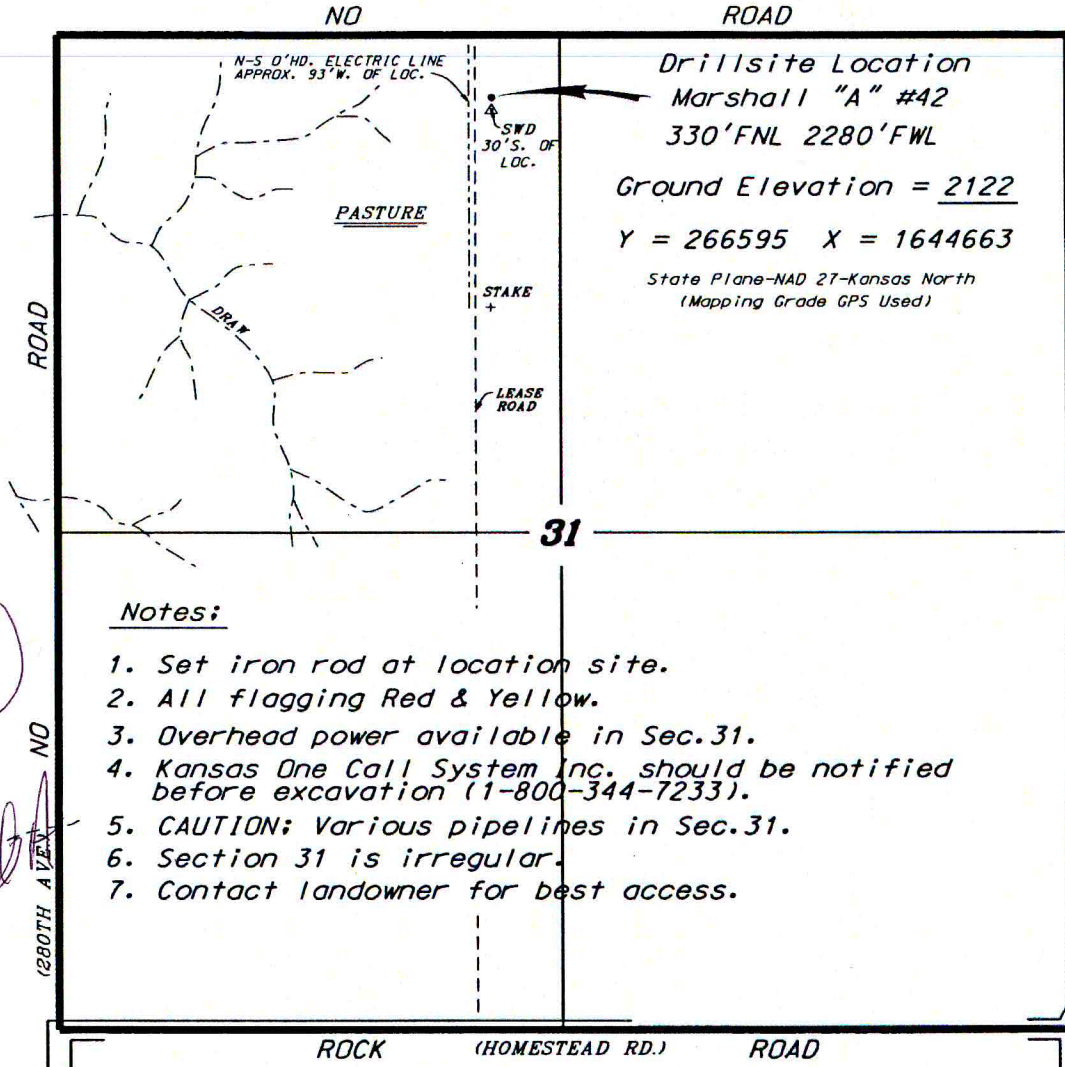 NO ROAD
N-S O'HD. ELECTRIC LINE
APPROX. 93'W. OF LOC.
Drillsite Location
Marshall "A" #42
330'FNL 2280'FWL
SWD
30'S. OF
LOC.
Ground Elevation = 2122
PASTURE
Y = 266595 X = 1644663
State Plane-NAD 27-Kansas North
(Mapping Grade GPS Used)
STAKE
+
ROAD
DRAW
LEASE
ROAD
31
Notes:
1. Set iron rod at location site.
2. All flagging Red & Yellow.
3. Overhead power available in Sec.31.
4. Kansas One Call System Inc. should be notified
before excavation (1-800-344-7233).
5. CAUTION: Various pipelines in Sec.31.
6. Section 31 is irregular.
7. Contact landowner for best access.
NO
(280TH AVE.)
ROCK (HOMESTEAD RD.) ROAD